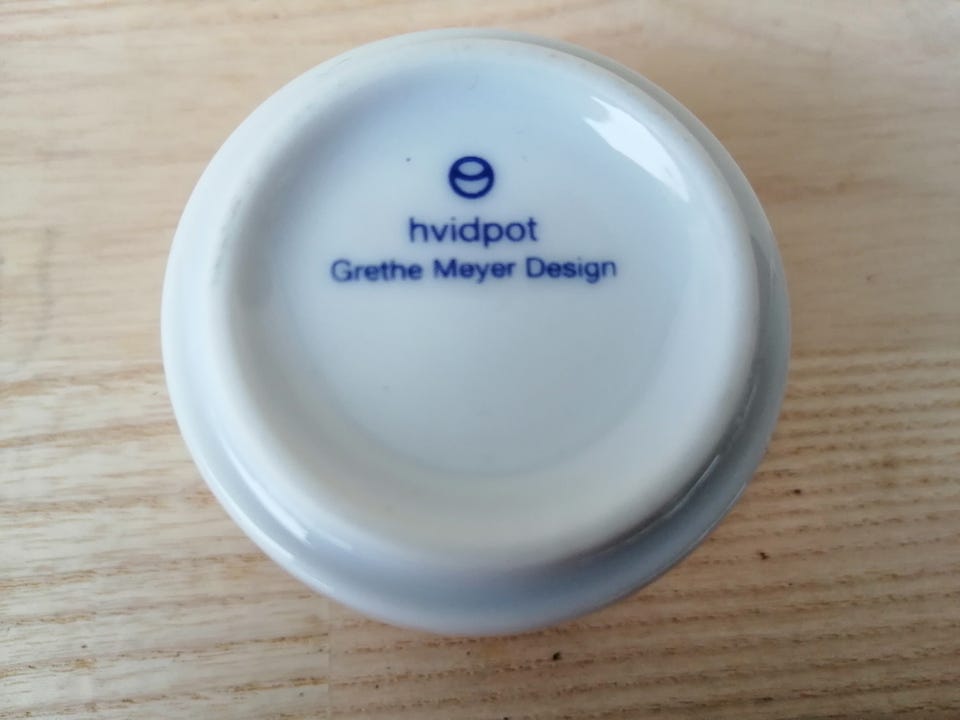 hvidpot
Grethe Meyer Design